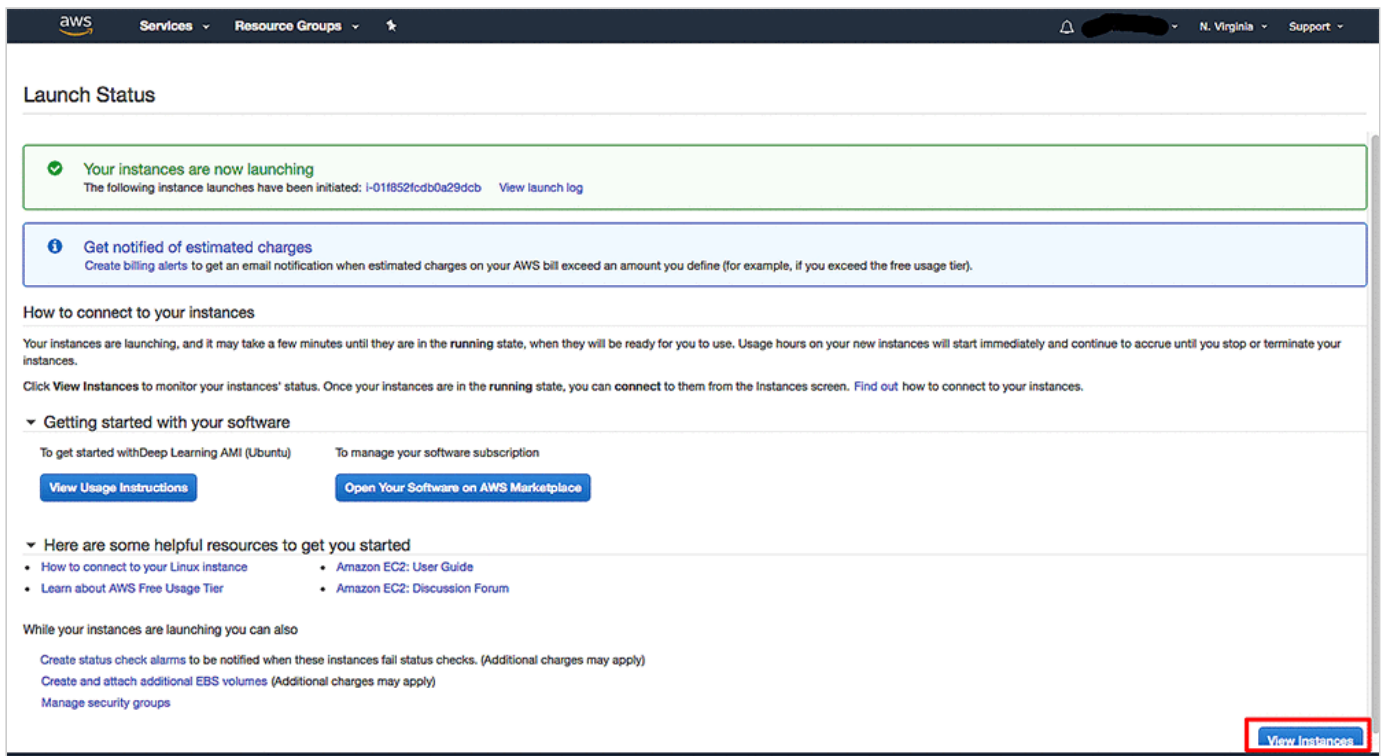 aws Services Resource Groups N. Virginia Support
Launch Status
Your instances are now launching
The following instance launches have been initiated: i-01f852fcdb0a29dcb View launch log
Get notified of estimated charges
Create billing alerts to get an email notification when estimated charges on your AWS bill exceed an amount you define (for example, if you exceed the free usage tier).
How to connect to your instances
Your instances are launching, and it may take a few minutes until they are in the running state, when they will be ready for you to use. Usage hours on your new instances will start immediately and continue to accrue until you stop or terminate your
instances.
Click View Instances to monitor your instances' status. Once your instances are in the running state, you can connect to them from the Instances screen. Find out how to connect to your instances.
Getting started with your software
To get started withDeep Learning AMI (Ubuntu) To manage your software subscription
View Usage Instructions Open Your Software on AWS Marketplace
Here are some helpful resources to get you started
• How to connect to your Linux instance • Amazon EC2: User Guide
• Learn about AWS Free Usage Tier • Amazon EC2: Discussion Forum
While your instances are launching you can also
Create status check alarms to be notified when these instances fail status checks. (Additional charges may apply)
Create and attach additional EBS volumes (Additional charges may apply)
Manage security groups
View Instances